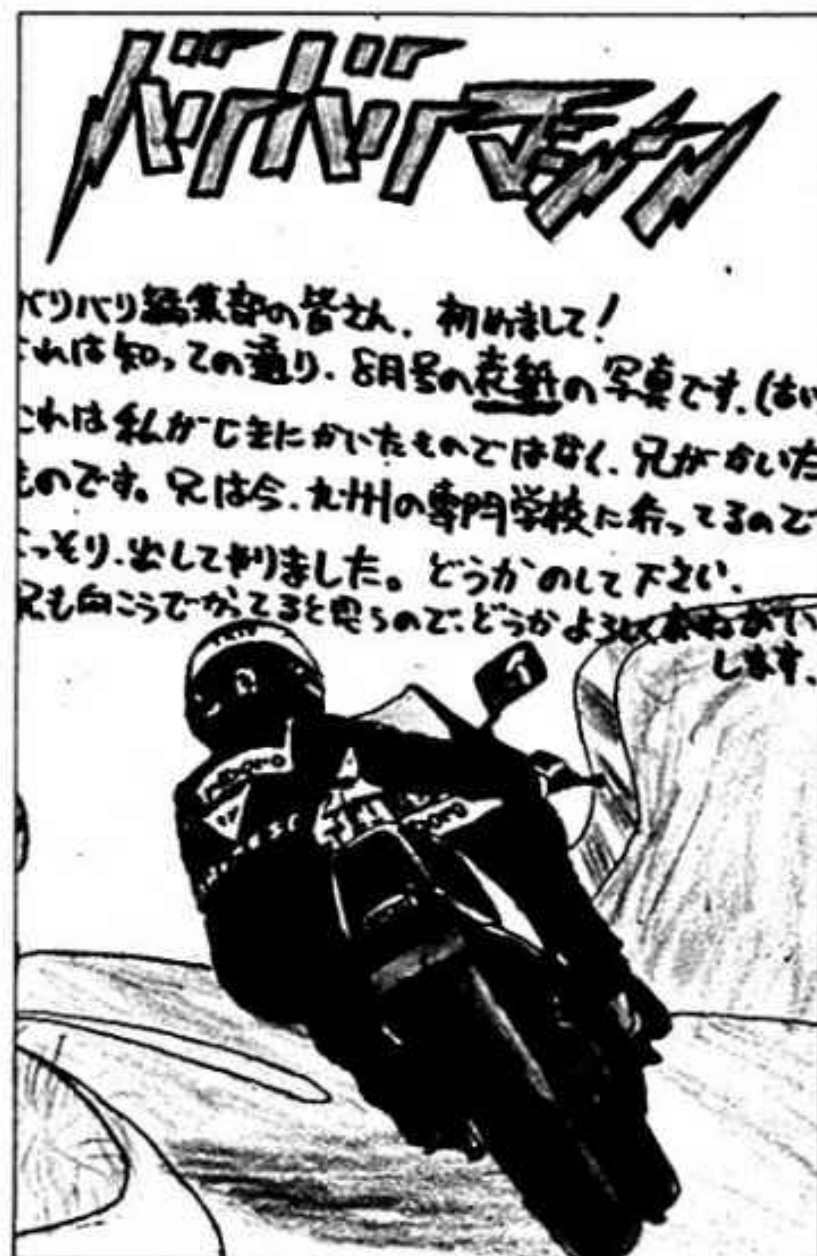 バリバリマシン
バリバリ編集部の皆さん、初めまして!
これは知っての通り、8月号の表紙の写真です。(古い
これは私がじきにかいたものではなく、兄がかいた
ものです。兄は今、九州の専門学校に行ってるので
こっそり、出して やりました。どうかのして下さい。
兄も向こうでかってると思うので、どうかよろしくおねがい
します。